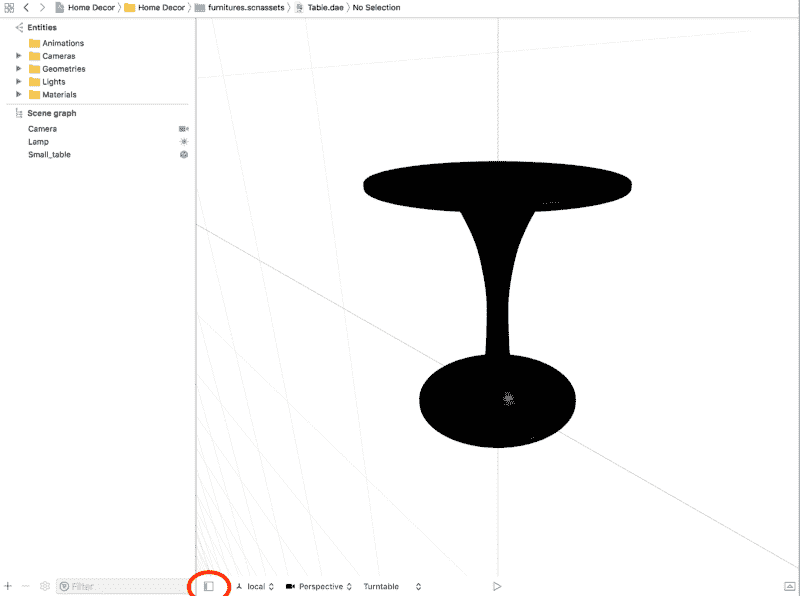 Home Decor Home Decor furnitures.scnassets Table.dae No Selection
Entities
Animations
Cameras
Geometries
Lights
Materials
Scene graph
Camera
Lamp
Small_table
Filter local Perspective Turntable